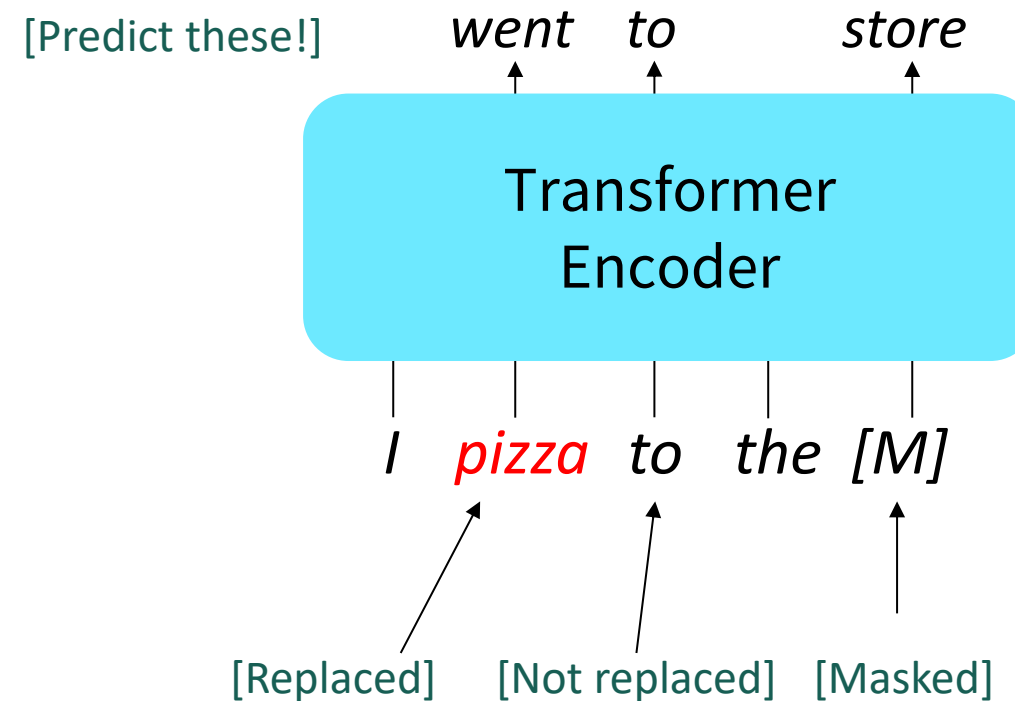 [Predict these!] went to store
Transformer
Encoder
I pizza to the [M]
[Replaced] [Not replaced] [Masked]